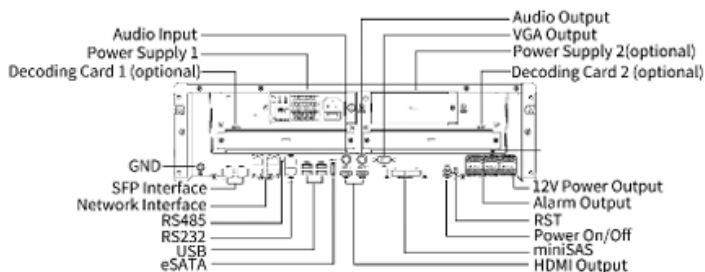 Audio Input
Power Supply 1
Decoding Card 1 (optional)
Audio Output
VGA Output
Power Supply 2(optional)
Decoding Card 2 (optional)
GND
SFP Interface
Network Interface
RS485
RS232
USB
eSATA
12V Power Output
Alarm Output
RST
Power On/Off
miniSAS
HDMI Output